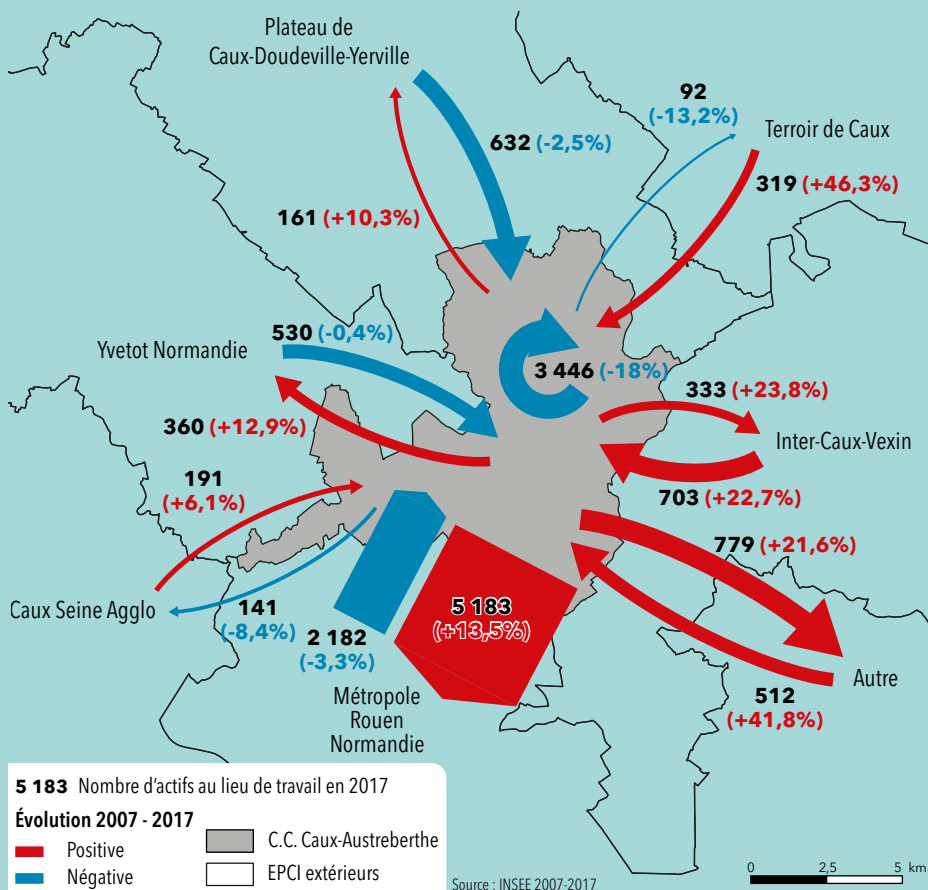 Plateau de
Caux-Doudeville-Yerville
92
(-13,2%)
Terroir de Caux
632 (-2,5%)
319 (+46,3%)
161 (+10,3%)
530 (-0,4%)
Yvetot Normandie
3 446 (-18%)
333 (+23,8%)
360 (+12,9%)
Inter-Caux-Vexin
191
(+6,1%)
703 (+22,7%)
779 (+21,6%)
Caux Seine Agglo
141
(-8,4%)
5 183
(+13,5%)
2 182
(-3,3%)
Autre
512
(+41,8%)
Métropole
Rouen
Normandie
5 183 Nombre d'actifs au lieu de travail en 2017
Évolution 2007 - 2017
Positive
Négative
C.C. Caux-Austreberthe
EPCI extérieurs
Source : INSEE 2007-2017
0 2,5 5 km